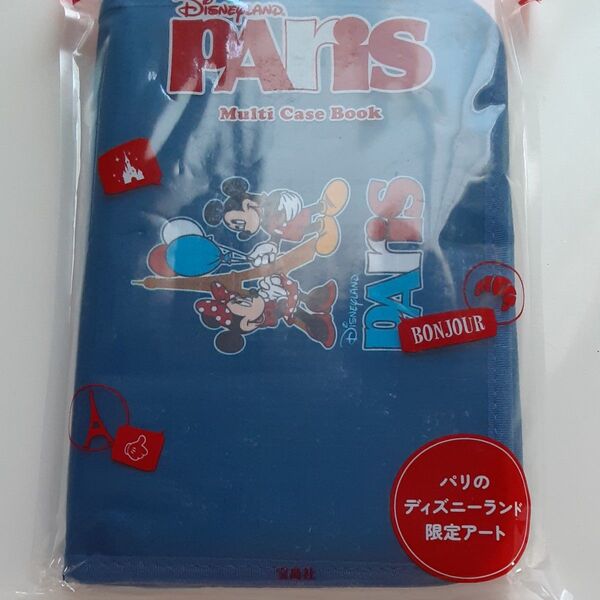 DISNEYLAND
PARIS
Multi Case Book
DISNEYLAND
PARIS
BONJOUR
パリの
ディズニーランド
限定アート
宝島社